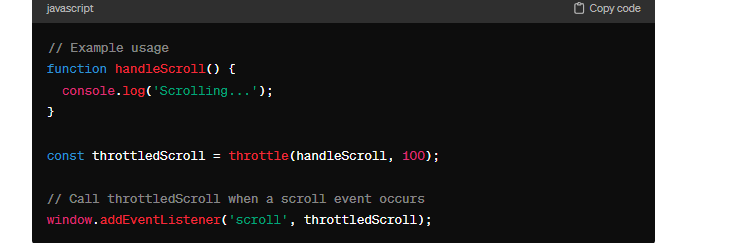 javascript
Copy code
// Example usage
function handleScroll() {
  console.log('Scrolling...');
}
const throttledScroll = throttle(handleScroll, 100);
// Call throttledScroll when a scroll event occurs
window.addEventListener('scroll', throttledScroll);